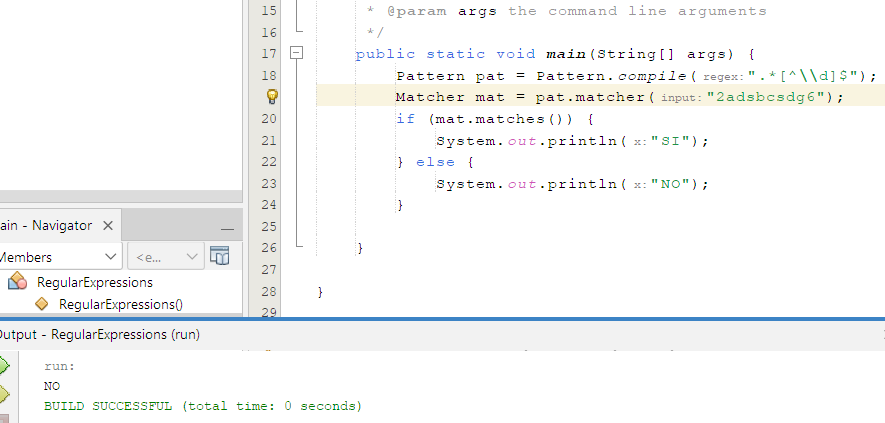 15 * @param args the command line arguments
16 */
17 public static void main(String[] args) {
18 Pattern pat = Pattern.compile( regex: ".*[^\\d]$");
Matcher mat = pat.matcher( input: "2adsbcsdg6");
20 if (mat.matches()) {
21 System.out.println( x: "SI");
22 } else {
23 System.out.println( x: "NO");
24 }
25
26 }
27
28 }
29
ain - Navigator
Members
<e...
RegularExpressions
RegularExpressions()
Output - RegularExpressions (run)
run:
NO
BUILD SUCCESSFUL (total time: 0 seconds)